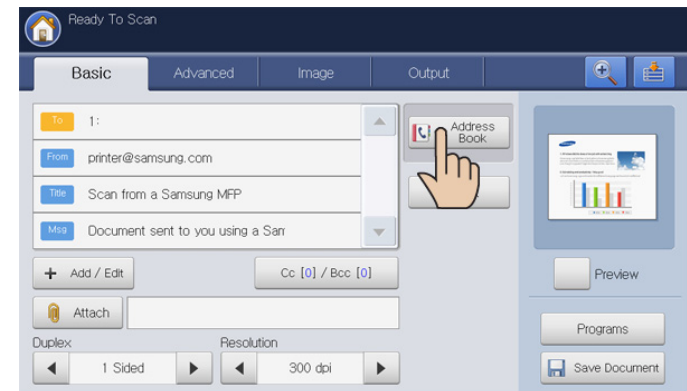 Ready To Scan
Basic
Advanced
Image
Output
To
1:
From
printer@samsung.com
Title
Scan from a Samsung MFP
Msg
Document sent to you using a Sam
Address
Book
+ Add / Edit
Cc [0] / Bcc [0]
Attach
Duplex
1 Sided
Resolution
300 dpi
Preview
Programs
Save Document